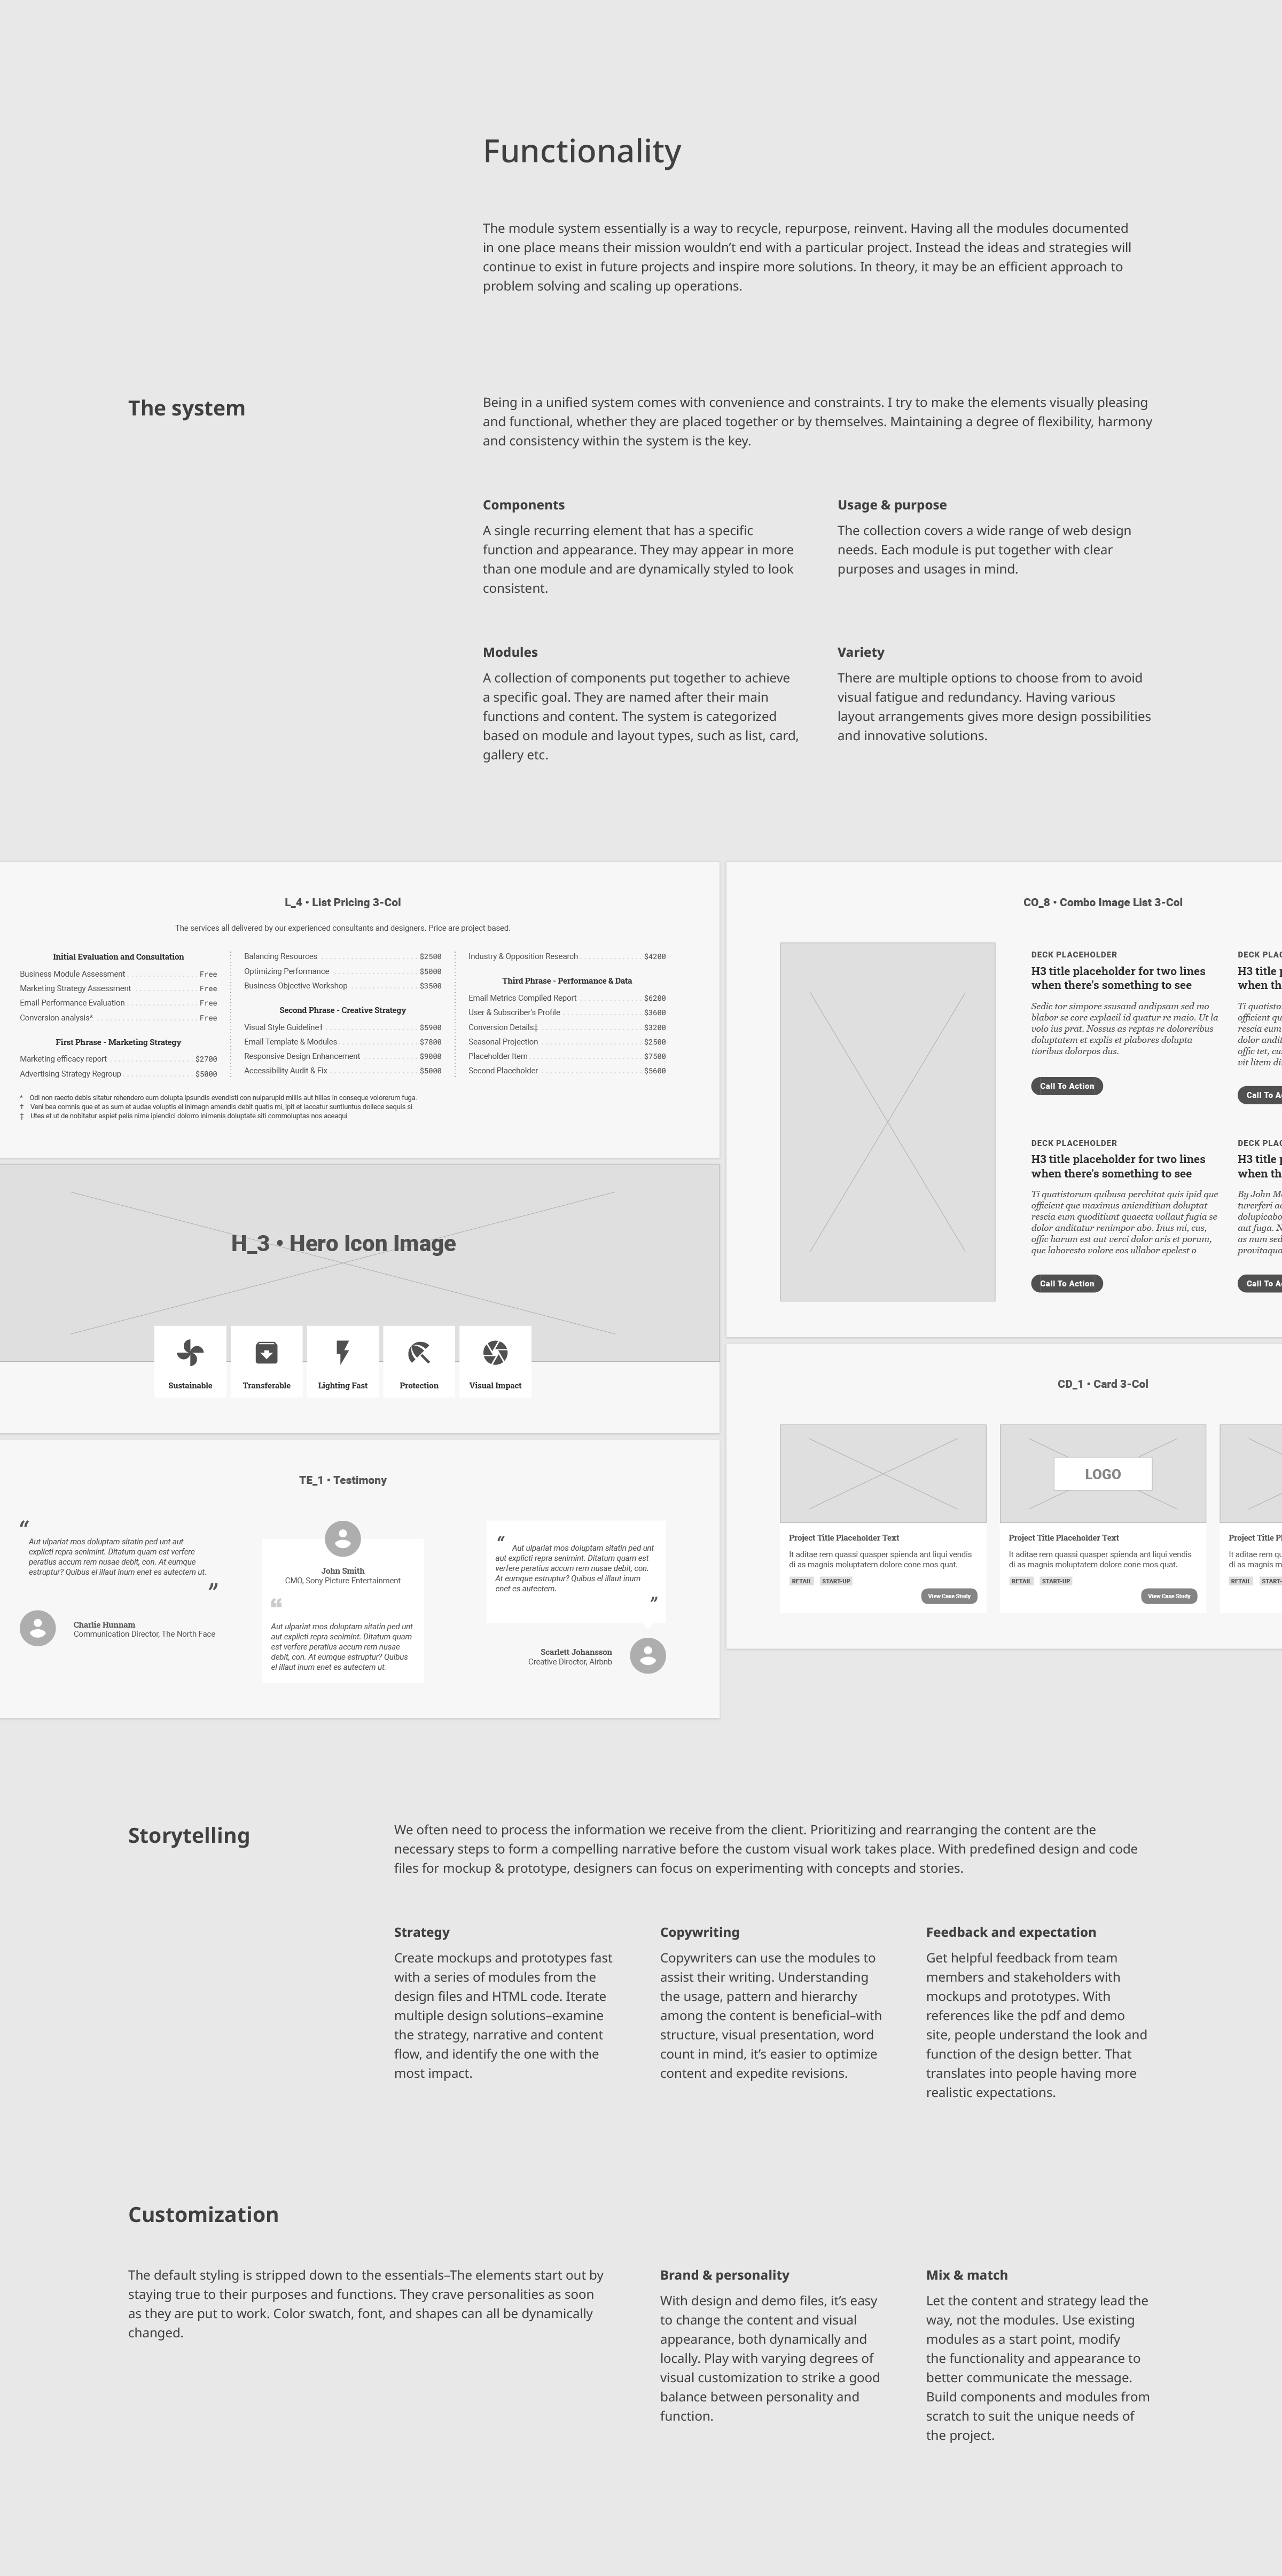 Functionality
The module system essentially is a way to recycle, repurpose, reinvent. Having all the modules documented
in one place means their mission wouldn’t end with a particular project. Instead the ideas and strategies will
continue to exist in future projects and inspire more solutions. In theory, it may be an efficient approach to
problem solving and scaling up operations.
The system
Being in a unified system comes with convenience and constraints. I try to make the elements visually pleasing
and functional, whether they are placed together or by themselves. Maintaining a degree of flexibility, harmony
and consistency within the system is the key.
Components
A single recurring element that has a specific
function and appearance. They may appear in more
than one module and are dynamically styled to look
consistent.
Usage & purpose
The collection covers a wide range of web design
needs. Each module is put together with clear
purposes and usages in mind.
Modules
A collection of components put together to achieve
a specific goal. They are named after their main
functions and content. The system is categorized
based on module and layout types, such as list, card,
gallery etc.
Variety
There are multiple options to choose from to avoid
visual fatigue and redundancy. Having various
layout arrangements gives more design possibilities
and innovative solutions.
L_4 • List Pricing 3-Col
The services all delivered by our experienced consultants and designers. Price are project based.
Initial Evaluation and Consultation
Business Module Assessment Free
Marketing Strategy Assessment Free
Email Performance Evaluation Free
Conversion analysis* Free
First Phrase - Marketing Strategy
Marketing efficacy report $2700
Advertising Strategy Regroup $5000
Balancing Resources $2500
Optimizing Performance $5000
Business Objective Workshop $3500
Second Phrase - Creative Strategy
Visual Style Guideline† $5900
Email Template & Modules $7800
Responsive Design Enhancement $9000
Accessibility Audit & Fix $5000
Industry & Opposition Research $4200
Third Phrase - Performance & Data
Email Metrics Compiled Report $6200
User & Subscriber's Profile $3600
Conversion Details‡ $3200
Seasonal Projection $2500
Placeholder Item $7500
Second Placeholder $5600
* Odi non raecto debis sitatur rehendero eum dolupta ipsundis evendisti con nulparupid millis aut hilias in conseque volorerum fuga.
† Veni bea comnis que et as sum et audae voluptis el inimagn amendis debit quatis mi, ipit et laccatur suntiuntus dollece sequis si.
‡ Utes et ut de nobitatur aspiet pelis nime ipiendici dolorro inimenis doluptate siti commoluptas nos aceaqui.
H_3 • Hero Icon Image
Sustainable
Transferable
Lighting Fast
Protection
Visual Impact
TE_1 • Testimony
“
Aut ulpariat mos doluptam sitatin ped unt aut
explicti repra senimint. Ditatum quam est verfere
peratius accum rem nusae debit, con. At eumque
estruptur? Quibus el illaut inum enet es autectem ut.
”
Charlie Hunnam
Communication Director, The North Face
John Smith
CMO, Sony Picture Entertainment
“
Aut ulpariat mos doluptam sitatin ped unt
aut explicti repra senimint. Ditatum quam
est verfere peratius accum rem nusae
debit, con. At eumque estruptur? Quibus
el illaut inum enet es autectem ut.
“ Aut ulpariat mos doluptam sitatin ped unt
aut explicti repra senimint. Ditatum quam est
verfere peratius accum rem nusae debit, con.
At eumque estruptur? Quibus el illaut inum
enet es autectem.
”
Scarlett Johansson
Creative Director, Airbnb
CO_8 • Combo Image List 3-Col
DECK PLACEHOLDER
H3 title placeholder for two lines
when there's something to see
Sedic tor simpore ssusand andipsam sed mo
blabor se core explacil id quatur re maio. Ut la
volo ius prat. Nossus as reptas re doloreribus
doluptatem et explis et plabores dolupta
tioribus dolorpos dus.
Call To Action
DECK PLAC
H3 title p
when th
Ti quatisto
officient qu
rescia eum
dolor andit
offic tet, cu
vit litem di
Call To A
DECK PLACEHOLDER
H3 title placeholder for two lines
when there's something to see
Ti quatistorum quibusa perchitat quis ipid que
officient que maximus anienditium doluptat
rescia eum quoditiunt quaecta vollaut fugia se
dolor anditatur remimpor abo. Inus mi, cus,
offic harum est aut verci dolor aris et porum,
que laboresto volore eos ullabor epelest o
Call To Action
DECK PLAC
H3 title p
when th
By John M
turerferi ac
dolupicabo
aut fuga. N
as num sed
provitaqua
Call To A
CD_1 • Card 3-Col
Project Title Placeholder Text
It aditae rem quassi quasper spienda ant liqui vendis
di as magnis moluptatem dolore cone mos quat.
RETAIL START-UP
View Case Study
LOGO
Project Title Placeholder Text
It aditae rem quassi quasper spienda ant liqui vendis
di as magnis moluptatem dolore cone mos quat.
RETAIL START-UP
View Case Study
Project Title Pl
It aditae rem qu
di as magnis m
RETAIL START-
Storytelling
We often need to process the information we receive from the client. Prioritizing and rearranging the content are the
necessary steps to form a compelling narrative before the custom visual work takes place. With predefined design and code
files for mockup & prototype, designers can focus on experimenting with concepts and stories.
Strategy
Create mockups and prototypes fast
with a series of modules from the
design files and HTML code. Iterate
multiple design solutions–examine
the strategy, narrative and content
flow, and identify the one with the
most impact.
Copywriting
Copywriters can use the modules to
assist their writing. Understanding
the usage, pattern and hierarchy
among the content is beneficial–with
structure, visual presentation, word
count in mind, it’s easier to optimize
content and expedite revisions.
Feedback and expectation
Get helpful feedback from team
members and stakeholders with
mockups and prototypes. With
references like the pdf and demo
site, people understand the look and
function of the design better. That
translates into people having more
realistic expectations.
Customization
The default styling is stripped down to the essentials–The elements start out by
staying true to their purposes and functions. They crave personalities as soon
as they are put to work. Color swatch, font, and shapes can all be dynamically
changed.
Brand & personality
With design and demo files, it’s easy
to change the content and visual
appearance, both dynamically and
locally. Play with varying degrees of
visual customization to strike a good
balance between personality and
function.
Mix & match
Let the content and strategy lead the
way, not the modules. Use existing
modules as a start point, modify
the functionality and appearance to
better communicate the message.
Build components and modules from
scratch to suit the unique needs of
the project.